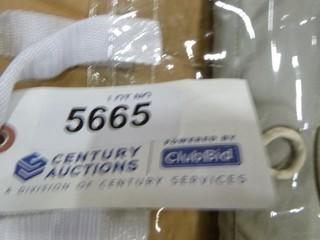 LOT NO.
5665
CENTURY AUCTIONS
POWERED BY
ClubBid
A DIVISION OF CENTURY SERVICES